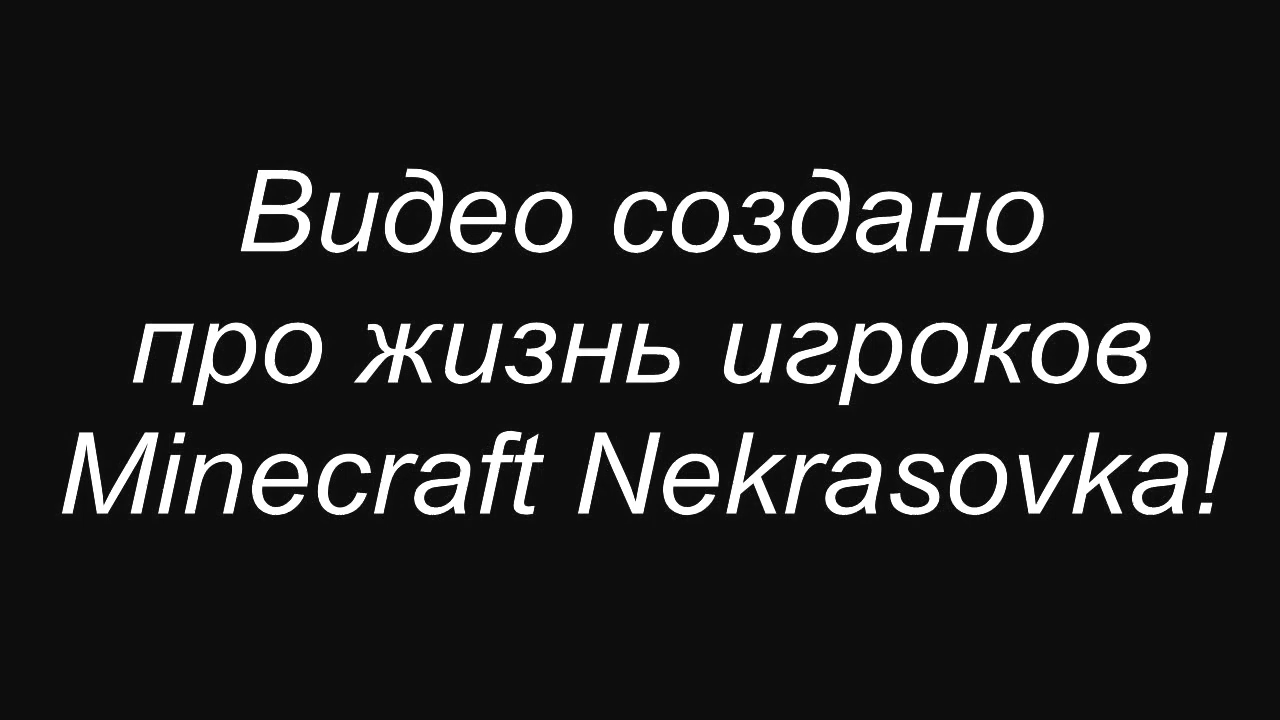 Видео создано
про жизнь игроков
Minecraft Nekrasovka!